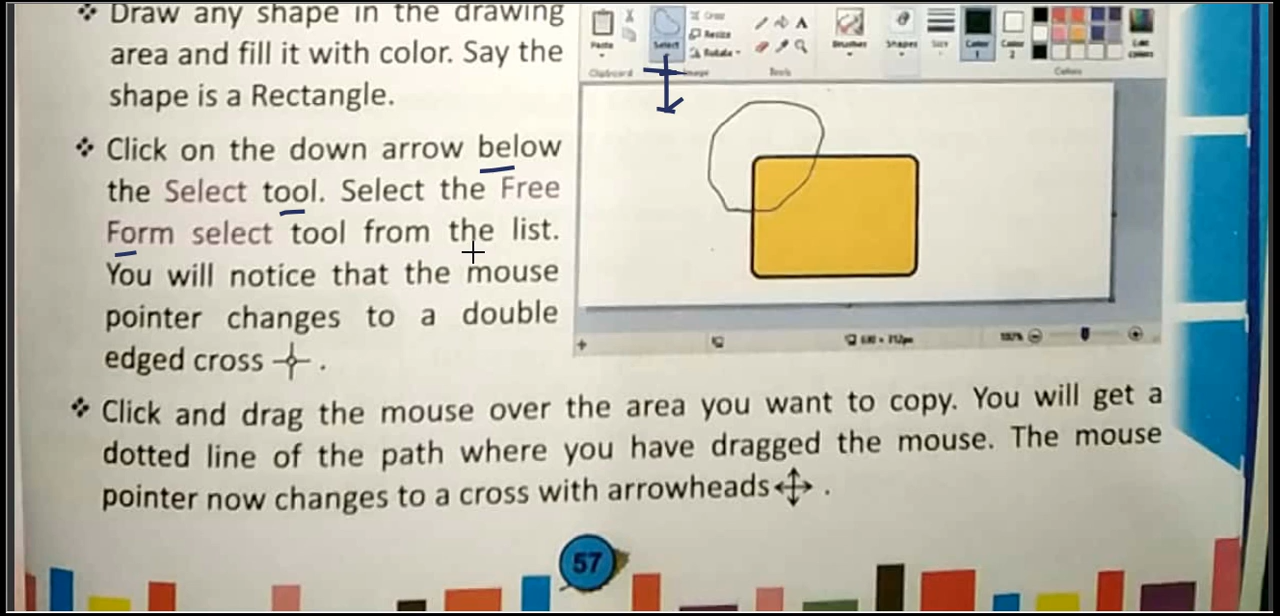 Draw any shape in the drawing
area and fill it with color. Say the
shape is a Rectangle.
Click on the down arrow below
the Select tool. Select the Free
Form select tool from the list.
You will notice that the mouse
pointer changes to a double
edged cross .
Click and drag the mouse over the area you want to copy. You will get a
dotted line of the path where you have dragged the mouse. The mouse
pointer now changes to a cross with arrowheads .
Paste
Select
Crop
Resize
Rotate
Brushes
Shapes
Size
Color
1
Color
2
Edit
colors
Clipboard
Image
Tools
Colors
100%
57